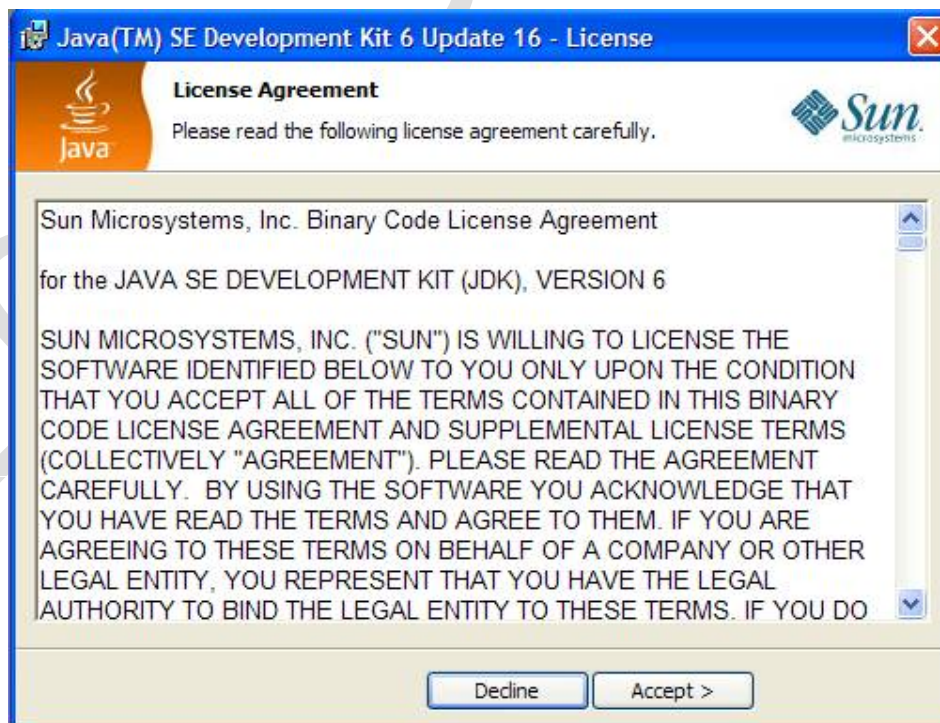 Java(TM) SE Development Kit 6 Update 16 - License
License Agreement
Please read the following license agreement carefully.
Java
Sun
microsystems
Sun Microsystems, Inc. Binary Code License Agreement
for the JAVA SE DEVELOPMENT KIT (JDK), VERSION 6
SUN MICROSYSTEMS, INC. ("SUN") IS WILLING TO LICENSE THE
SOFTWARE IDENTIFIED BELOW TO YOU ONLY UPON THE CONDITION
THAT YOU ACCEPT ALL OF THE TERMS CONTAINED IN THIS BINARY
CODE LICENSE AGREEMENT AND SUPPLEMENTAL LICENSE TERMS
(COLLECTIVELY "AGREEMENT"). PLEASE READ THE AGREEMENT
CAREFULLY.  BY USING THE SOFTWARE YOU ACKNOWLEDGE THAT
YOU HAVE READ THE TERMS AND AGREE TO THEM. IF YOU ARE
AGREEING TO THESE TERMS ON BEHALF OF A COMPANY OR OTHER
LEGAL ENTITY, YOU REPRESENT THAT YOU HAVE THE LEGAL
AUTHORITY TO BIND THE LEGAL ENTITY TO THESE TERMS. IF YOU DO
Decline
Accept >